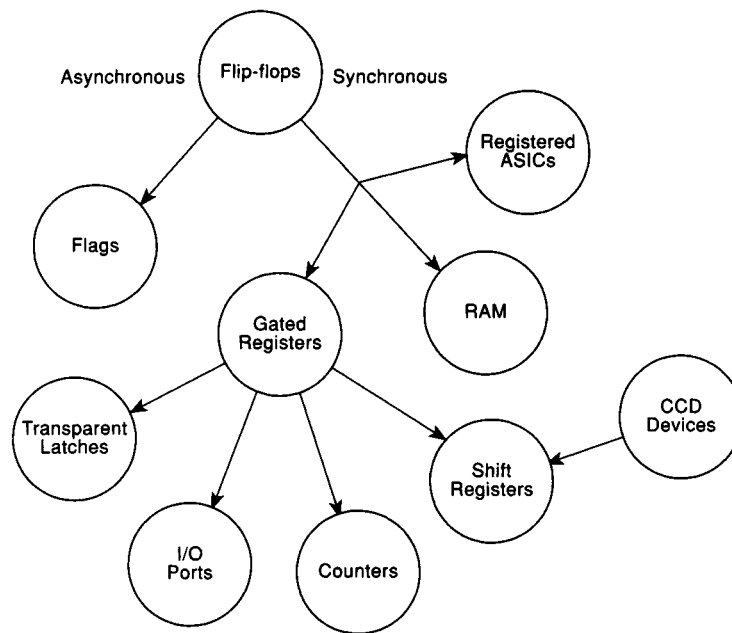 Asynchronous
Flip-flops
Synchronous
Registered
ASICs
Flags
Gated
Registers
RAM
Transparent
Latches
CCD
Devices
Shift
Registers
I/O
Ports
Counters